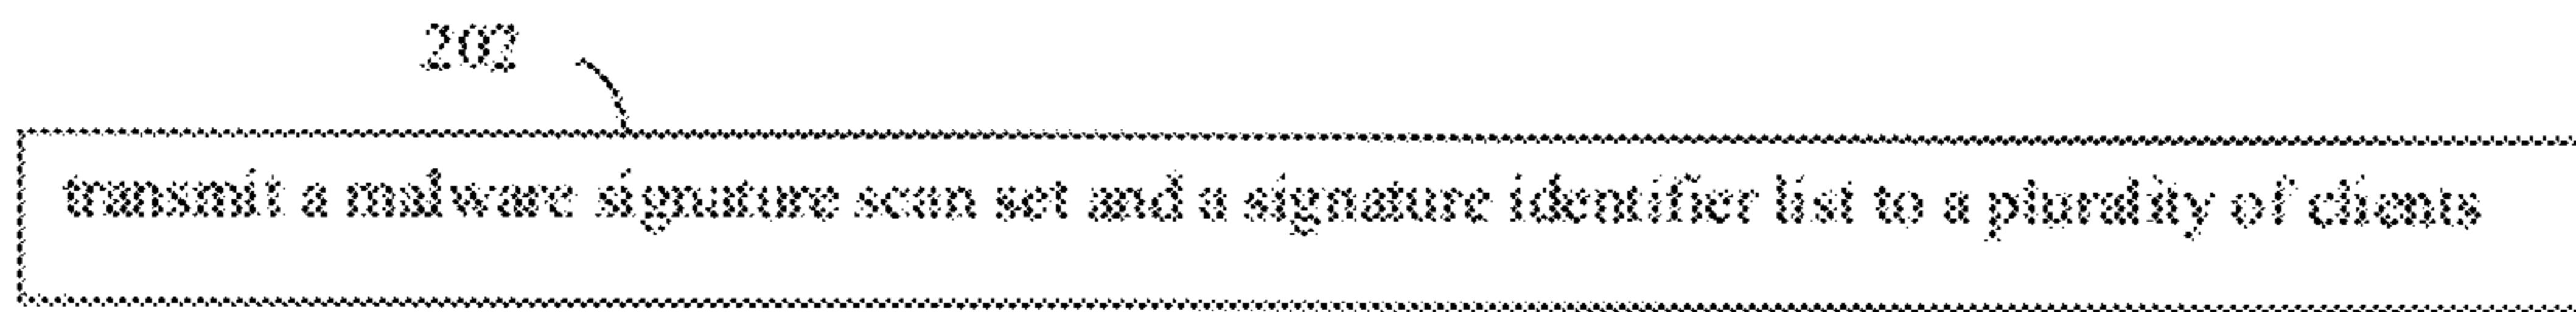 202
transmit a malware signature scan set and a signature identifier list to a plurality of clients